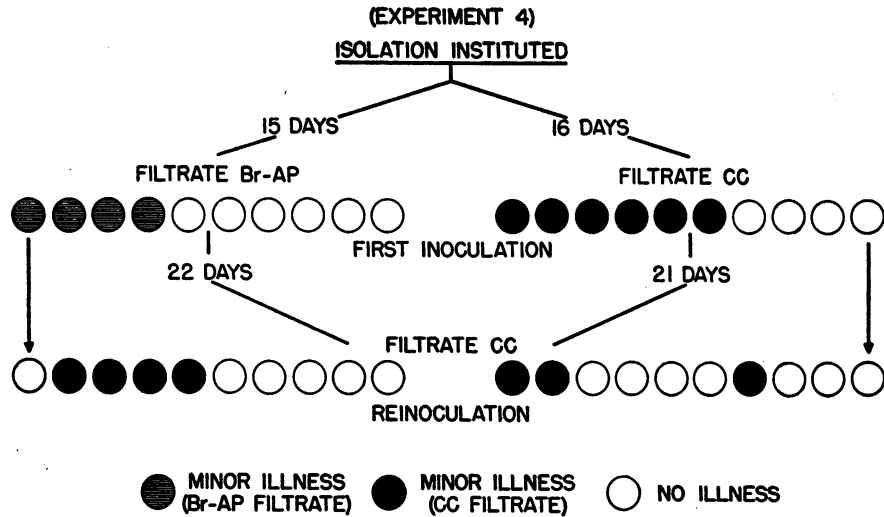 (EXPERIMENT 4)
ISOLATION INSTITUTED
15 DAYS
16 DAYS
FILTRATE Br-AP
FILTRATE CC
FIRST INOCULATION
22 DAYS
21 DAYS
FILTRATE CC
REINOCULATION
MINOR ILLNESS
(Br-AP FILTRATE)
MINOR ILLNESS
(CC FILTRATE)
NO ILLNESS